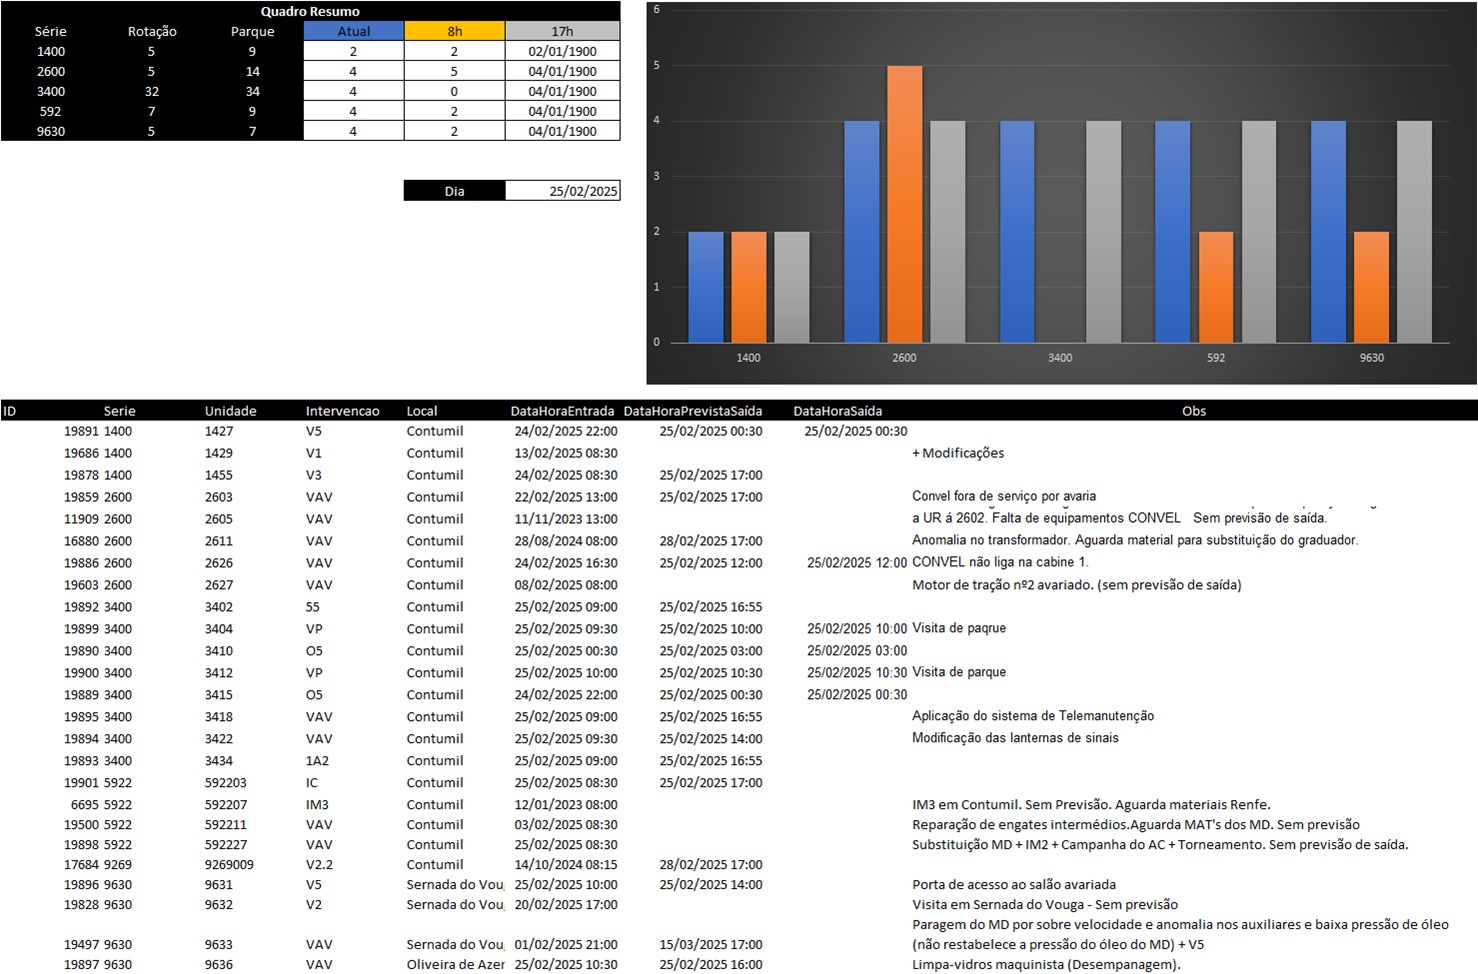 Quadro Resumo
Série Rotação Parque Atual 8h 17h
1400 5 9 2 2 02/01/1900
2600 5 14 4 5 04/01/1900
3400 32 34 4 0 04/01/1900
592 7 9 4 2 04/01/1900
9630 5 7 4 2 04/01/1900
Dia 25/02/2025
6
5
4
3
2
1
0
1400 2600 3400 592 9630
ID Serie Unidade Intervencao Local DataHoraEntrada DataHoraPrevistaSaída DataHoraSaída Obs
19891 1400 1427 V5 Contumil 24/02/2025 22:00 25/02/2025 00:30 25/02/2025 00:30
19686 1400 1429 V1 Contumil 13/02/2025 08:30 + Modificações
19878 1400 1455 V3 Contumil 24/02/2025 08:30 25/02/2025 17:00
19859 2600 2603 VAV Contumil 22/02/2025 13:00 25/02/2025 17:00 Convel fora de serviço por avaria
11909 2600 2605 VAV Contumil 11/11/2023 13:00 a UR á 2602. Falta de equipamentos CONVEL Sem previsão de saída.
16880 2600 2611 VAV Contumil 28/08/2024 08:00 28/02/2025 17:00 Anomalia no transformador. Aguarda material para substituição do graduador.
19886 2600 2626 VAV Contumil 24/02/2025 16:30 25/02/2025 12:00 25/02/2025 12:00 CONVEL não liga na cabine 1.
19603 2600 2627 VAV Contumil 08/02/2025 08:00 Motor de tração nº2 avariado. (sem previsão de saída)
19892 3400 3402 55 Contumil 25/02/2025 09:00 25/02/2025 16:55
19899 3400 3404 VP Contumil 25/02/2025 09:30 25/02/2025 10:00 25/02/2025 10:00 Visita de paqrue
19890 3400 3410 O5 Contumil 25/02/2025 00:30 25/02/2025 03:00 25/02/2025 03:00
19900 3400 3412 VP Contumil 25/02/2025 10:00 25/02/2025 10:30 25/02/2025 10:30 Visita de parque
19889 3400 3415 O5 Contumil 24/02/2025 22:00 25/02/2025 00:30 25/02/2025 00:30
19895 3400 3418 VAV Contumil 25/02/2025 09:00 25/02/2025 16:55 Aplicação do sistema de Telemanutenção
19894 3400 3422 VAV Contumil 25/02/2025 09:30 25/02/2025 14:00 Modificação das lanternas de sinais
19893 3400 3434 1A2 Contumil 25/02/2025 09:00 25/02/2025 16:55
19901 5922 592203 IC Contumil 25/02/2025 08:30 25/02/2025 17:00
6695 5922 592207 IM3 Contumil 12/01/2023 08:00 IM3 em Contumil. Sem Previsão. Aguarda materiais Renfe.
19500 5922 592211 VAV Contumil 03/02/2025 08:30 Reparação de engates intermédios.Aguarda MAT's dos MD. Sem previsão
19898 5922 592227 VAV Contumil 25/02/2025 08:30 Substituição MD + IM2 + Campanha do AC + Torneamento. Sem previsão de saída.
17684 9269 9269009 V2.2 Contumil 14/10/2024 08:15 28/02/2025 17:00
19896 9630 9631 V5 Sernada do Vou 25/02/2025 10:00 25/02/2025 14:00 Porta de acesso ao salão avariada
19828 9630 9632 V2 Sernada do Vou 20/02/2025 17:00 Visita em Sernada do Vouga - Sem previsão
Paragem do MD por sobre velocidade e anomalia nos auxiliares e baixa pressão de óleo
19497 9630 9633 VAV Sernada do Vou 01/02/2025 21:00 15/03/2025 17:00 (não restabelece a pressão do óleo do MD) + V5
19897 9630 9636 VAV Oliveira de Azer 25/02/2025 10:30 25/02/2025 16:00 Limpa-vidros maquinista (Desempanagem).